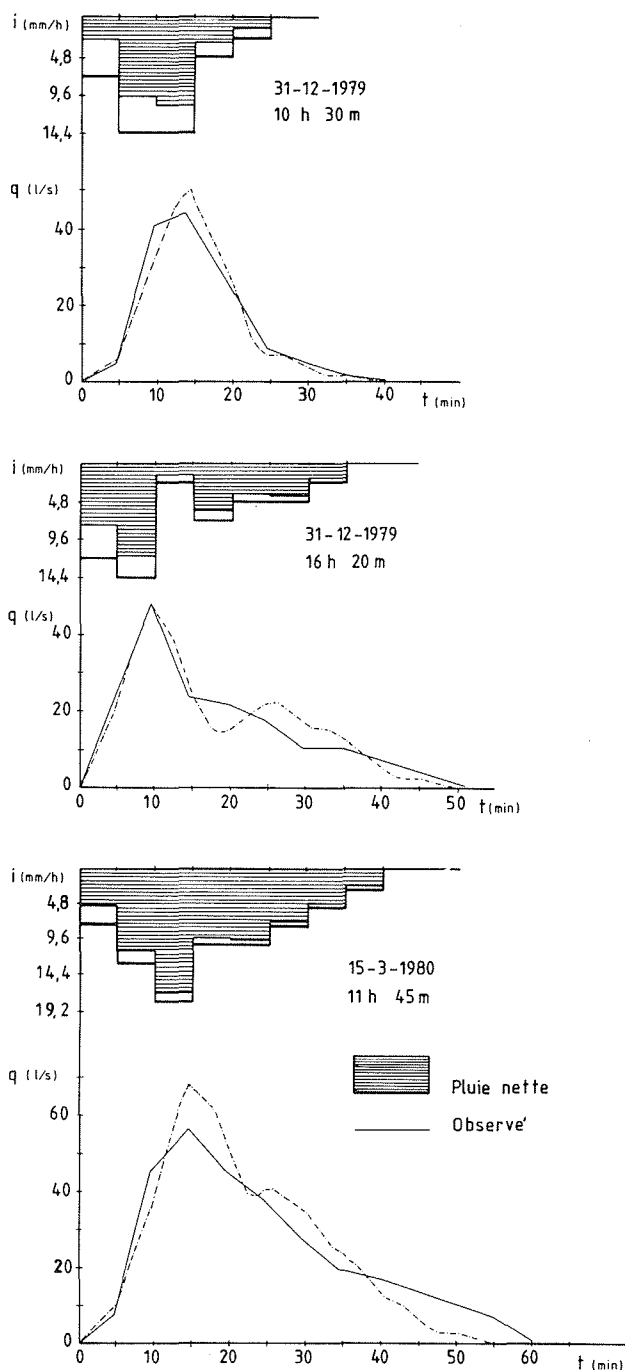 i (mm/h)
4,8
9,6
14,4
31-12-1979
10 h 30 m
q (l/s)
40
20
0
0 10 20 30 40 t (min)
i (mm/h)
4,8
9,6
14,4
31-12-1979
16 h 20 m
q (l/s)
40
20
0
0 10 20 30 40 50 t (min)
i (mm/h)
4,8
9,6
14,4
19,2
15-3-1980
11 h 45 m
q (l/s)
60
40
20
0
Pluie nette
Observé
0 10 20 30 40 50 60 t (min)